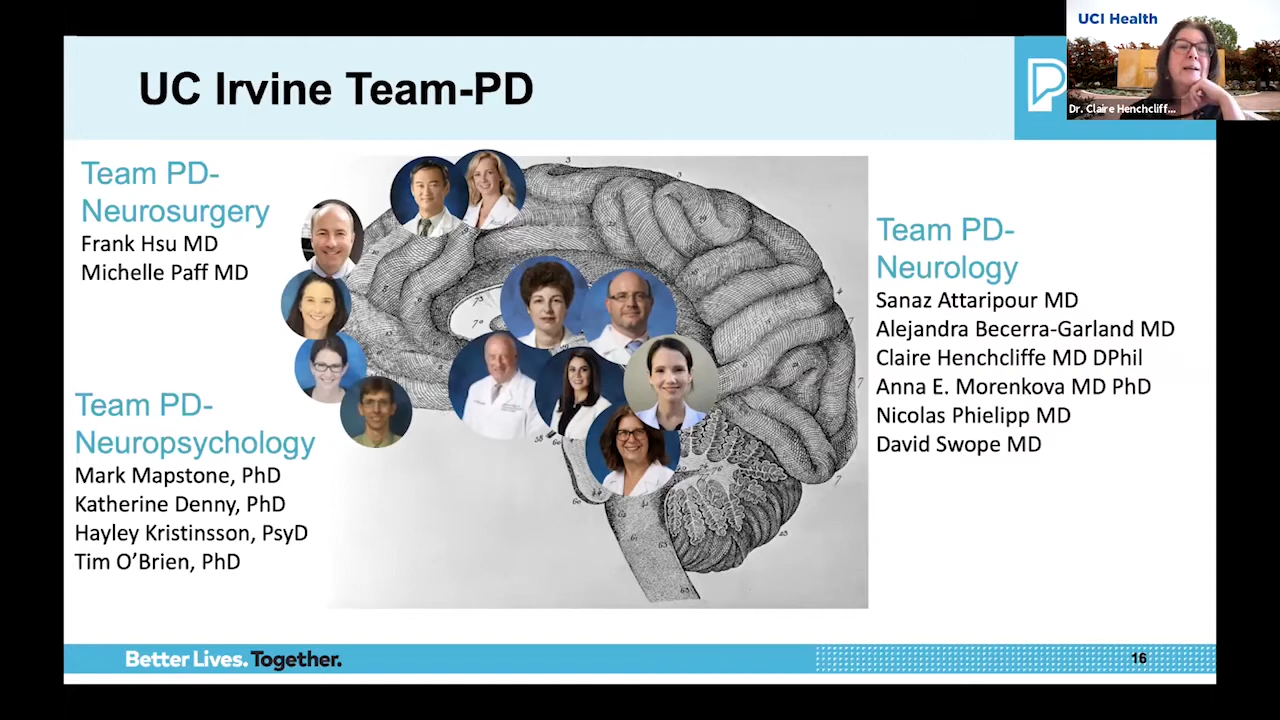 UC Irvine Team-PD
UCI Health
Dr. Claire Henchcliff...
Team PD-
Neurosurgery
Frank Hsu MD
Michelle Paff MD
Team PD-
Neuropsychology
Mark Mapstone, PhD
Katherine Denny, PhD
Hayley Kristinsson, PsyD
Tim O’Brien, PhD
Team PD-
Neurology
Sanaz Attaripour MD
Alejandra Becerra-Garland MD
Claire Henchcliffe MD DPhil
Anna E. Morenkova MD PhD
Nicolas Phielipp MD
David Swope MD
Better Lives. Together.
16